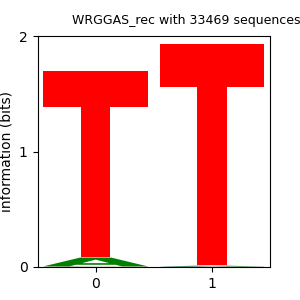 WRGGAS_rec with 33469 sequences
2
1
0
information (bits)
T T
A
0 1